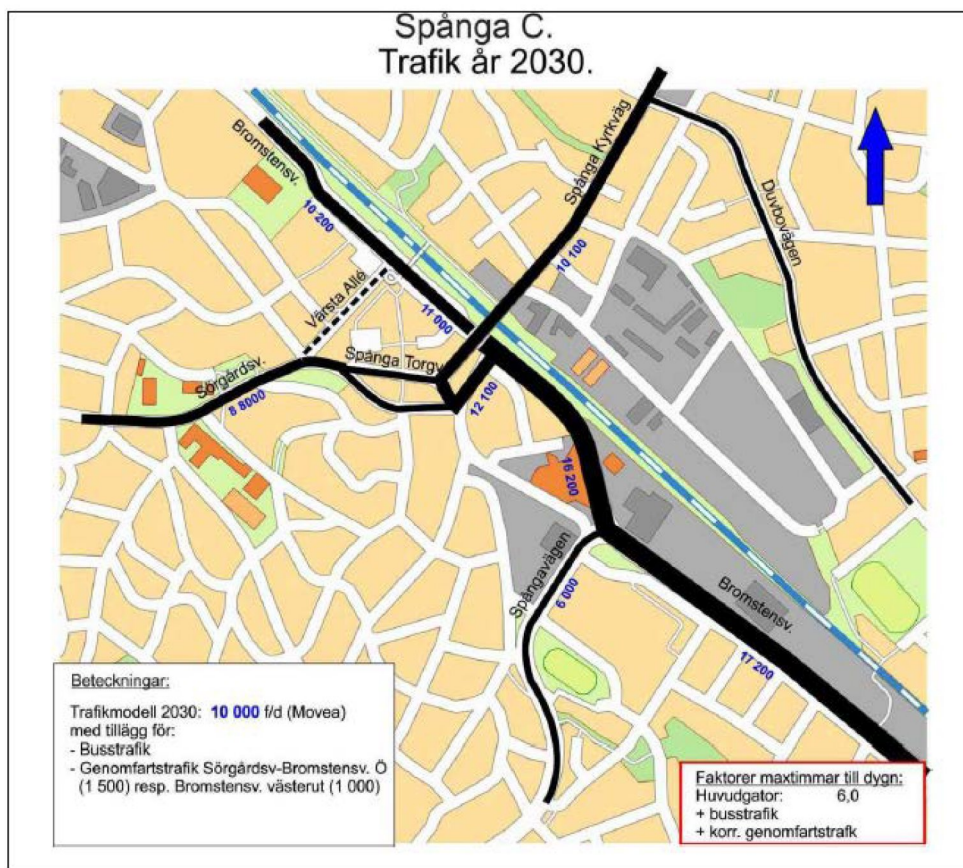 Spånga C.
Trafik år 2030.
Bromstensv.
10 200
Spånga Kyrkväg
10 100
Duvbovägen
Värsta Allé
11 000
Spånga Torgv
Sörgårdsv.
8 8000
12 100
16 200
Spångavägen
6 000
Bromstensv.
17 200
Beteckningar:
Trafikmodell 2030: 10 000 f/d (Movea)
med tillägg för:
- Busstrafik
- Genomfartstrafik Sörgårdsv-Bromstensv. Ö
(1 500) resp. Bromstensv. västerut (1 000)
Faktorer maxtimmar till dygn:
Huvudgator: 6,0
+ busstrafik
+ korr. genomfartstrafk